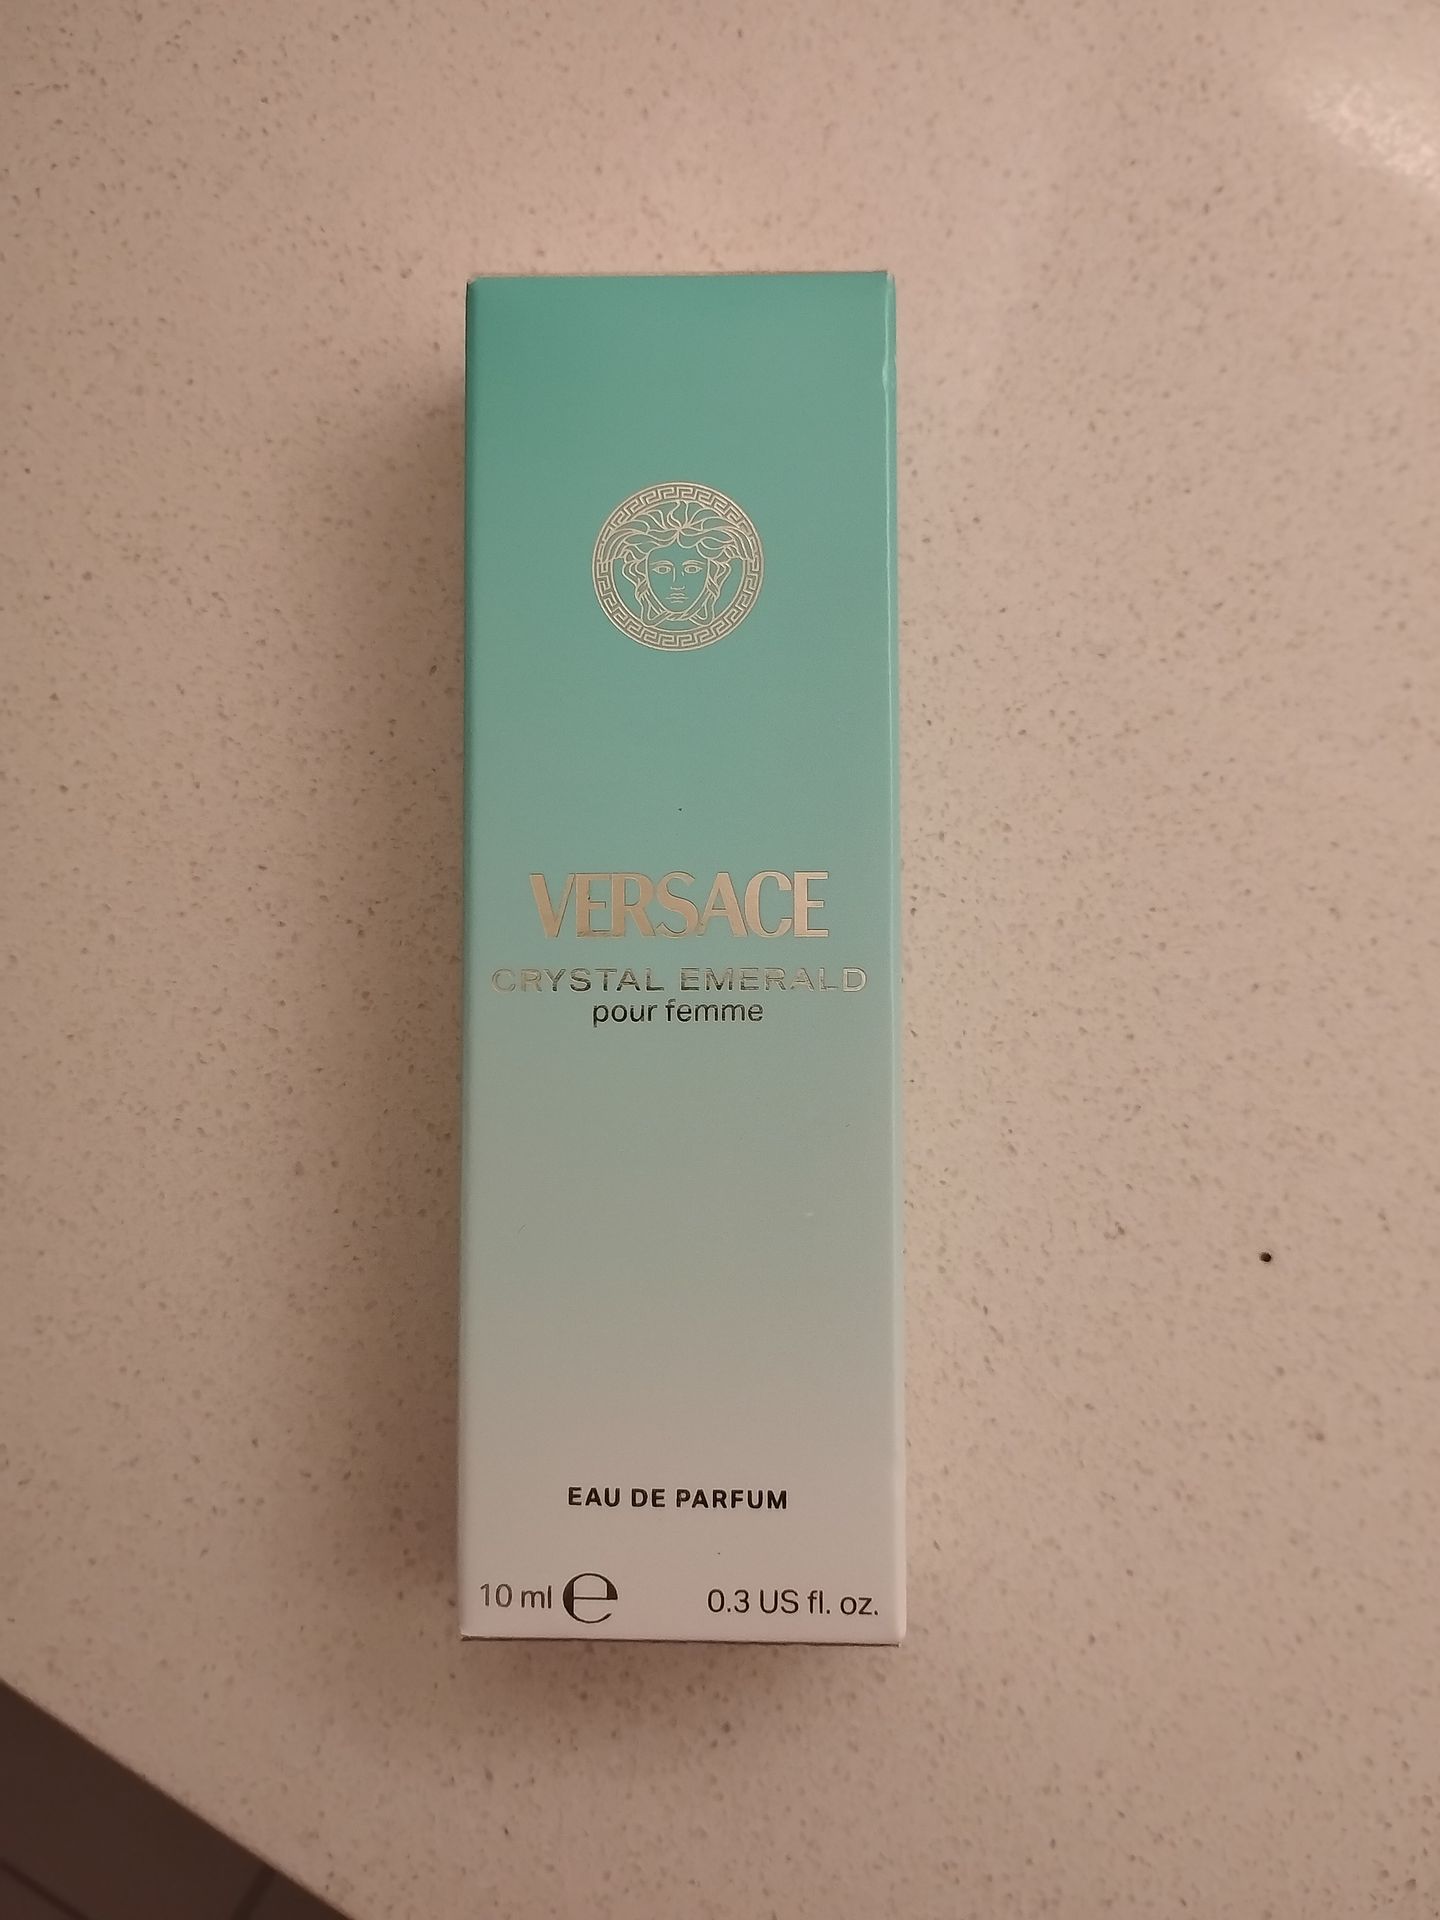 VERSACE
CRYSTAL EMERALD
pour femme
EAU DE PARFUM
10 ml ℮ 0.3 US fl. oz.